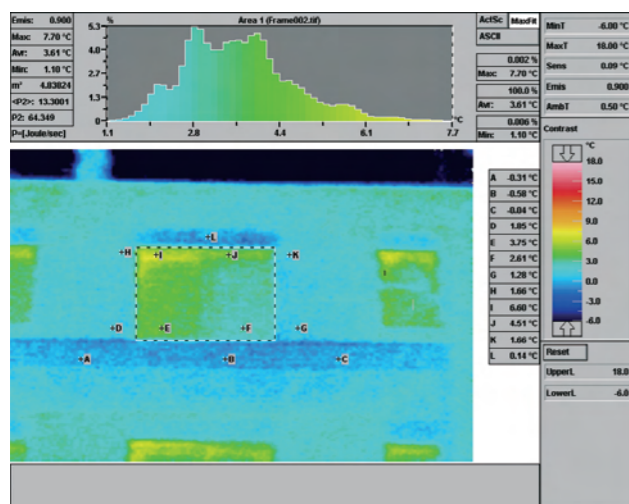 Emis: 0.900
Max: 7.70 °C
Avr: 3.61 °C
Min: 1.10 °C
m² 4.83824
<P2>: 13.3001
P2: 64.349
P=[Joule/sec]
%
Area 1 (Frame002.tif)
5.3
4.0
2.7
1.3
0
1.1 2.8 4.4 6.1 7.7
°C
ActSc MaxFit
ASCII
0.002 %
Max: 7.70 °C
100.0 %
Avr: 3.61 °C
0.006 %
Min: 1.10 °C
MinT -6.00 °C
MaxT 18.00 °C
Sens 0.09 °C
Emis 0.900
AmbT 0.50 °C
Contrast
°C
18.0
15.0
12.0
9.0
6.0
3.0
0.0
-3.0
-6.0
Reset
UpperL 18.0
LowerL -6.0
A -0.31 °C
B -0.58 °C
C -0.04 °C
D 1.85 °C
E 3.75 °C
F 2.61 °C
G 1.28 °C
H 1.66 °C
I 6.60 °C
J 4.51 °C
K 1.66 °C
L 0.14 °C
+L
H+ +I +J +K
+D +E F+ +G
+A +B C+